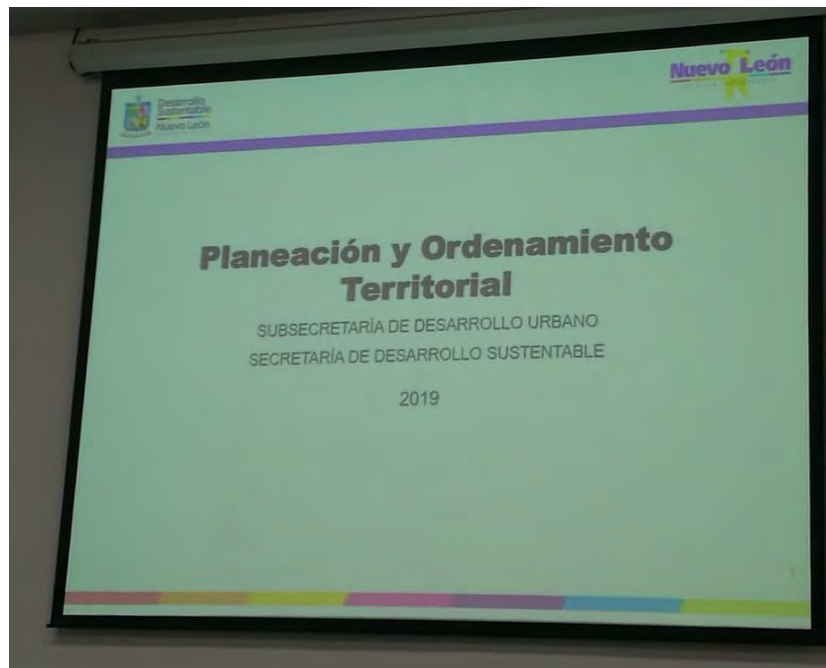 Desarrollo
Sustentable
Nuevo León
Nuevo León
Planeación y Ordenamiento
Territorial
SUBSECRETARÍA DE DESARROLLO URBANO
SECRETARÍA DE DESARROLLO SUSTENTABLE
2019